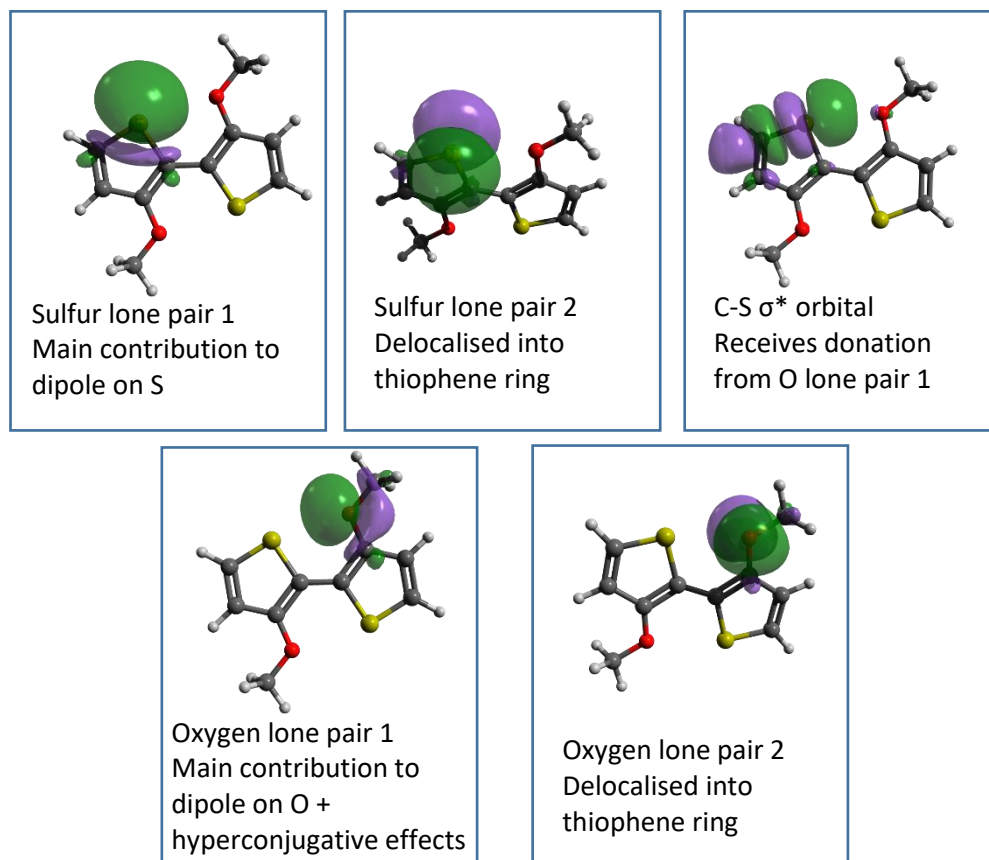 Sulfur lone pair 1
Main contribution to
dipole on S
Sulfur lone pair 2
Delocalised into
thiophene ring
C-S σ* orbital
Receives donation
from O lone pair 1
Oxygen lone pair 1
Main contribution to
dipole on O +
hyperconjugative effects
Oxygen lone pair 2
Delocalised into
thiophene ring